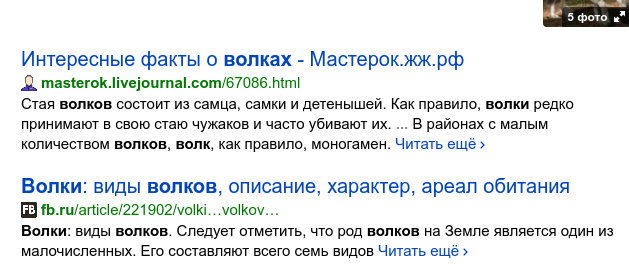 5 фото
Интересные факты о волках - Мастерок.жж.рф
masterok.livejournal.com/67086.html
Стая волков состоит из самца, самки и детенышей. Как правило, волки редко
принимают в свою стаю чужаков и часто убивают их. ... В районах с малым
количеством волков, волк, как правило, моногамен. Читать ещё ›
Волки: виды волков, описание, характер, ареал обитания
FB fb.ru/article/221902/volki…volkov…
Волки: виды волков. Следует отметить, что род волков на Земле является один из
малочисленных. Его составляют всего семь видов Читать ещё ›